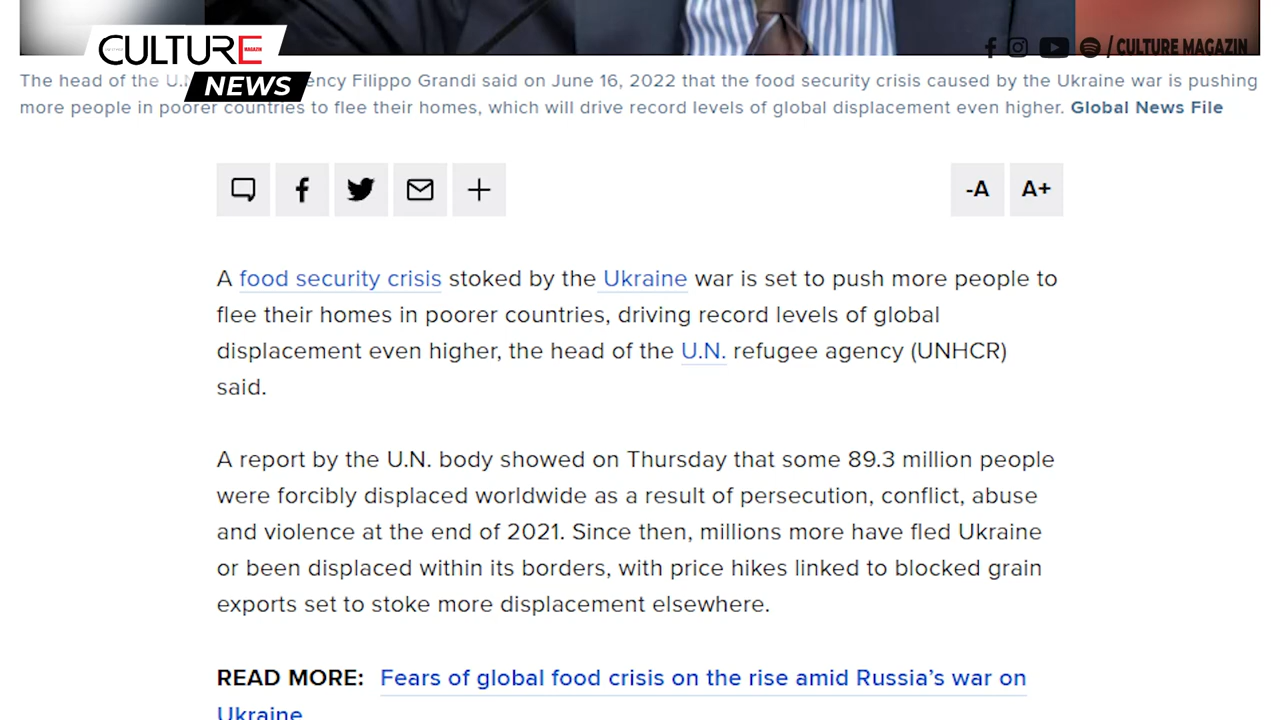 CULTURE
MAGAZIN
NEWS
/ CULTURE MAGAZIN
The head of the U.N ency Filippo Grandi said on June 16, 2022 that the food security crisis caused by the Ukraine war is pushing
more people in poorer countries to flee their homes, which will drive record levels of global displacement even higher. Global News File
-A A+
A food security crisis stoked by the Ukraine war is set to push more people to
flee their homes in poorer countries, driving record levels of global
displacement even higher, the head of the U.N. refugee agency (UNHCR)
said.
A report by the U.N. body showed on Thursday that some 89.3 million people
were forcibly displaced worldwide as a result of persecution, conflict, abuse
and violence at the end of 2021. Since then, millions more have fled Ukraine
or been displaced within its borders, with price hikes linked to blocked grain
exports set to stoke more displacement elsewhere.
READ MORE: Fears of global food crisis on the rise amid Russia’s war on
Ukraine